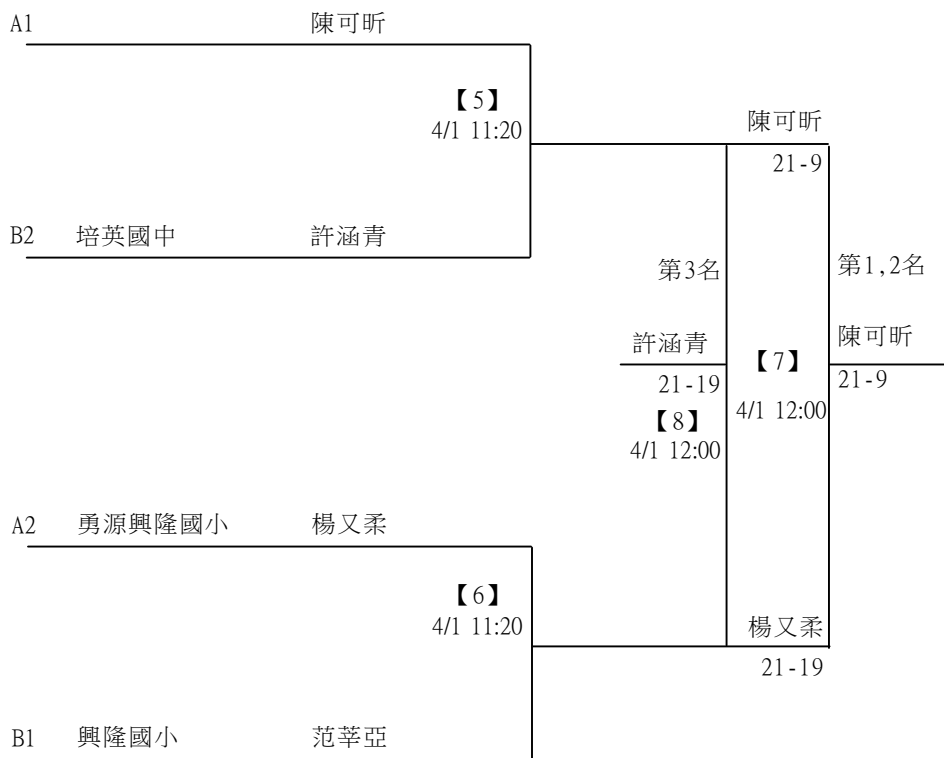 A1 陳可昕
【5】
4/1 11:20
陳可昕
21-9
B2 培英國中 許涵青
第3名
第1,2名
許涵青
21-19
【8】
4/1 12:00
【7】
4/1 12:00
陳可昕
21-9
A2 勇源興隆國小 楊又柔
【6】
4/1 11:20
楊又柔
21-19
B1 興隆國小 范莘亞